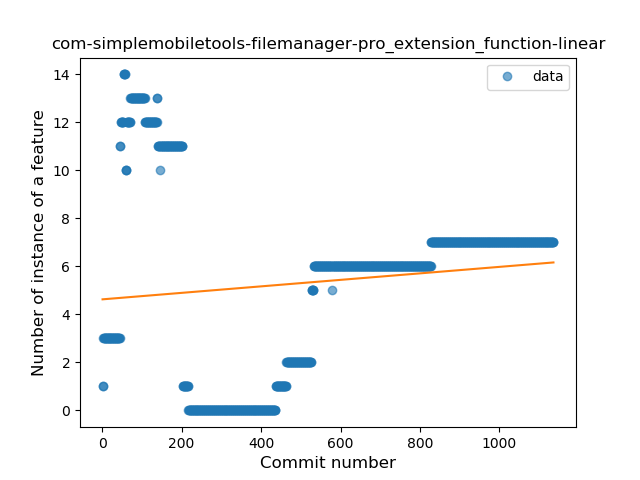 com-simplemobiletools-filemanager-pro_extension_function-linear
data
Number of instance of a feature
14
12
10
8
6
4
2
0
0 200 400 600 800 1000
Commit number